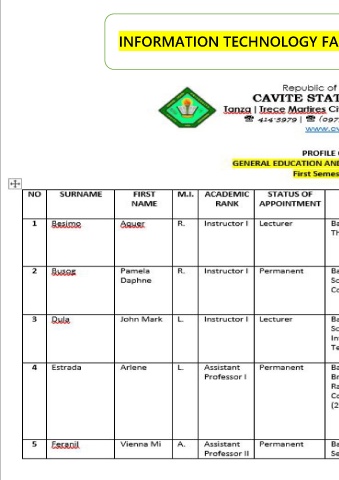 INFORMATION TECHNOLOGY FA
Republic of
CAVITE STAT
Tanza | Trece Martires Ci
☎ 414-3979 | ☎ (097
www.cv
PROFILE
GENERAL EDUCATION AND
First Semes
NO SURNAME FIRST NAME M.I. ACADEMIC RANK STATUS OF APPOINTMENT
1 Besimo Aquer R. Instructor I Lecturer Ba
Th
2 Busog Pamela R. Instructor I Permanent Ba
Daphne Sc
Co
3 Dula John Mark L. Instructor I Lecturer Ba
Sc
In
Te
4 Estrada Arlene L. Assistant Permanent Ba
Professor I Br
Ra
Co
(2
5 Feranil Vienna Mi A. Assistant Permanent Ba
Professor II Se